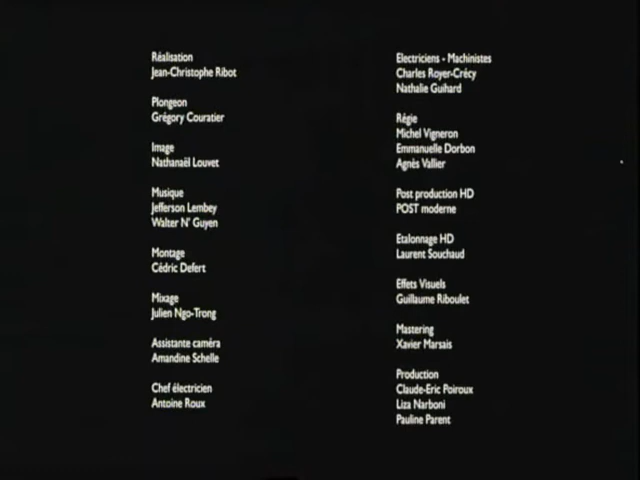 Réalisation
Jean-Christophe Ribot
Plongeon
Grégory Couratier
Image
Nathanaël Louvet
Musique
Jefferson Lembey
Walter N' Guyen
Montage
Cédric Defert
Mixage
Julien Ngo-Trong
Assistante caméra
Amandine Schelle
Chef électricien
Antoine Roux
Electriciens - Machinistes
Charles Royer-Crécy
Nathalie Guihard
Régie
Michel Vigneron
Emmanuelle Dorbon
Agnès Vallier
Post production HD
POST moderne
Etalonnage HD
Laurent Souchaud
Effets Visuels
Guillaume Riboulet
Mastering
Xavier Marsais
Production
Claude-Eric Poiroux
Liza Narboni
Pauline Parent